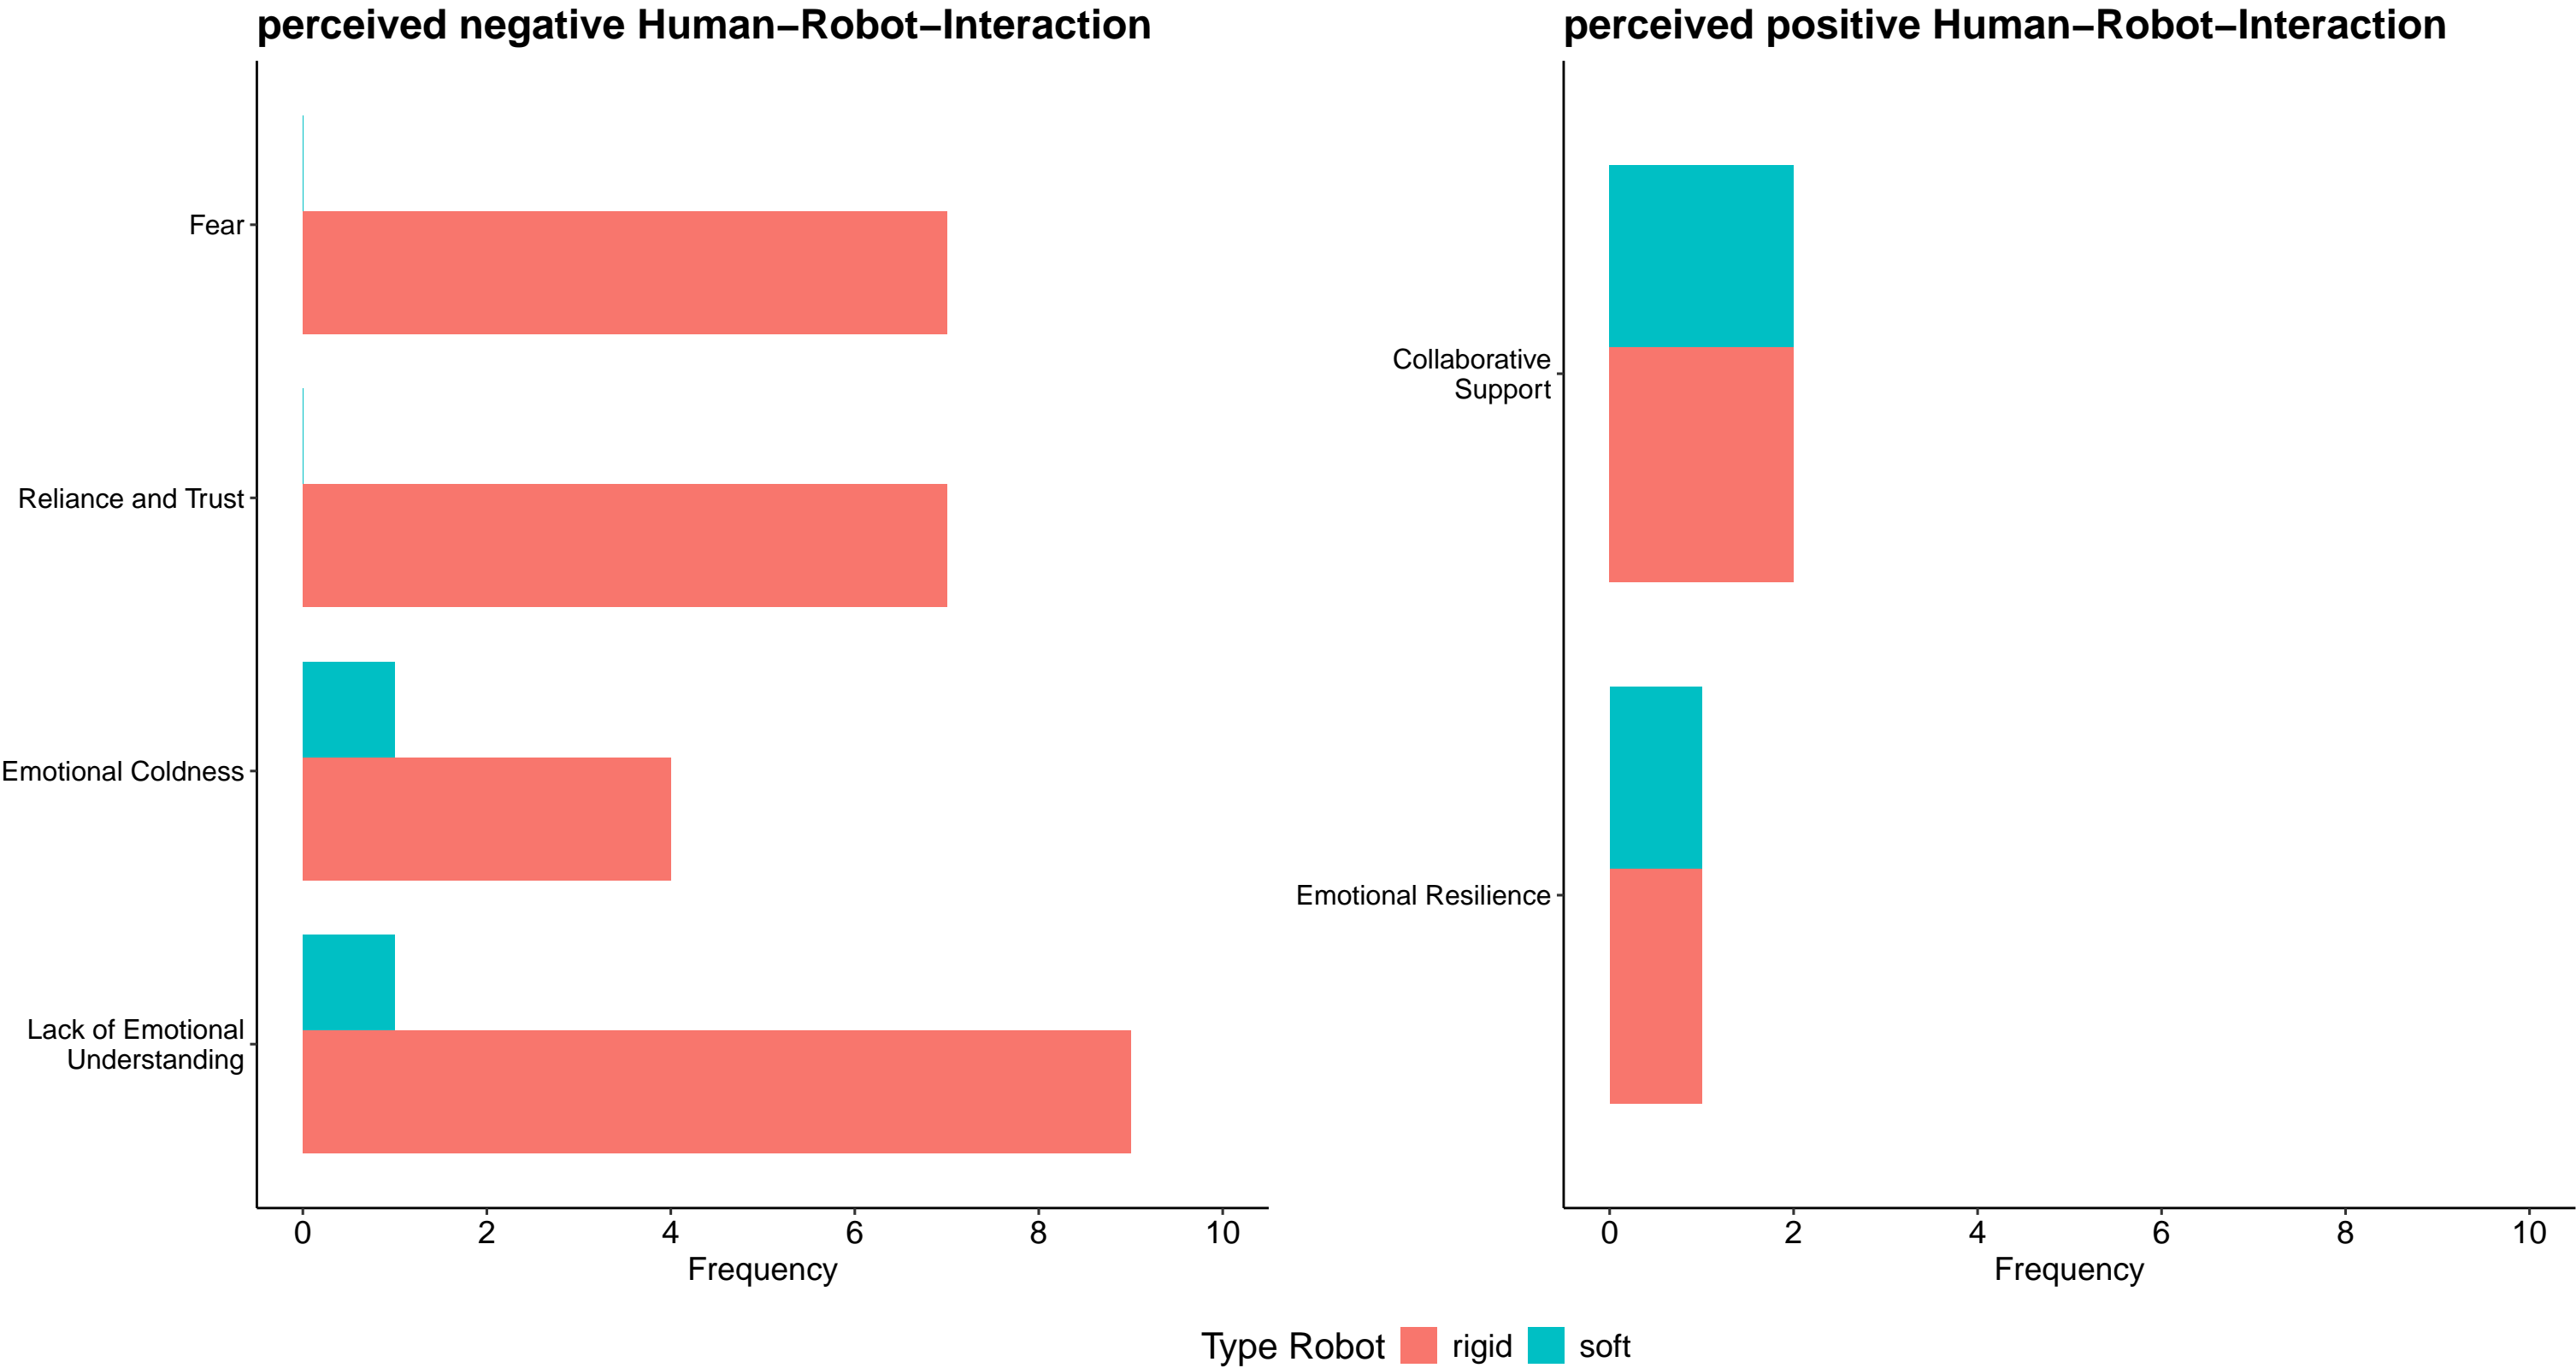 perceived negative Human–Robot–Interaction
Fear
Reliance and Trust
Emotional Coldness
Lack of Emotional
Understanding
0 2 4 6 8 10
Frequency
perceived positive Human–Robot–Interaction
Collaborative
Support
Emotional Resilience
0 2 4 6 8 10
Frequency
Type Robot rigid soft